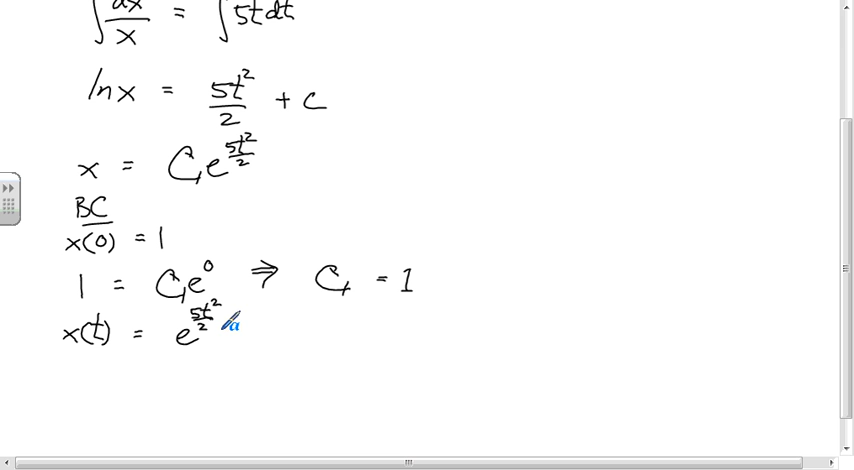 ∫ dx/x = ∫ 5t dt
ln x = 5t²/2 + c
x = C₁e^(5t²/2)
BC
x(0) = 1
1 = C₁e⁰ ⇒ C₁ = 1
x(t) = e^(5t²/2)